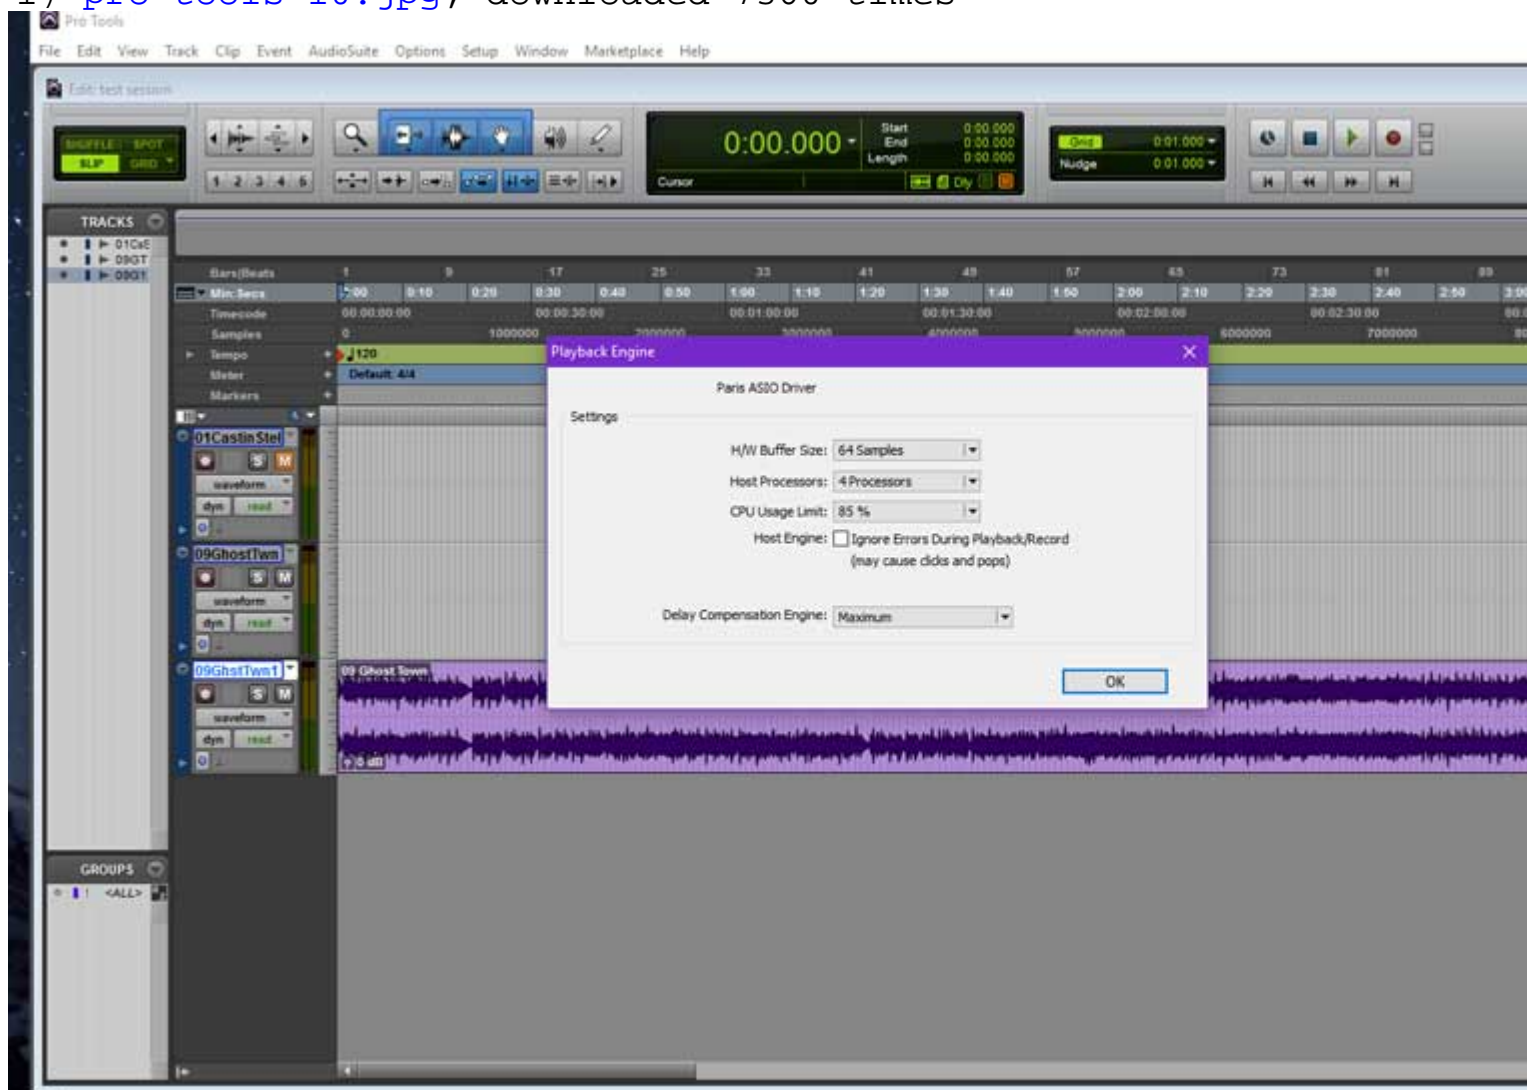 1) pro tools 10.jpg, downloaded 7500 times
Pro Tools
File Edit View Track Clip Event AudioSuite Options Setup Window Marketplace Help
Edit: test session
SHUFFLE SPOT
SLIP GRID
1 2 3 4 5
0:00.000
Start 0:00.000
End 0:00.000
Length 0:00.000
Cursor
Dly
Grid 0:01.000
Nudge 0:01.000
TRACKS
01CsS
09GT
09G1
Bars|Beats 1 9 17 25 33 41 49 57 65 73 81 89
Min:Secs 0:00 0:10 0:20 0:30 0:40 0:50 1:00 1:10 1:20 1:30 1:40 1:50 2:00 2:10 2:20 2:30 2:40 2:50 3:00
Timecode 00:00:00:00 00:00:30:00 00:01:00:00 00:01:30:00 00:02:00:00 00:02:30:00
Samples 0 1000000 2000000 3000000 4000000 5000000 6000000 7000000
Tempo 120
Meter Default: 4/4
Markers
Playback Engine
Paris ASIO Driver
Settings
H/W Buffer Size: 64 Samples
Host Processors: 4 Processors
CPU Usage Limit: 85 %
Host Engine: Ignore Errors During Playback/Record
(may cause clicks and pops)
Delay Compensation Engine: Maximum
OK
01CastinStel
S M
waveform
dyn read
09GhostTwn
S M
waveform
dyn read
09GhstTwn1
S M
waveform
dyn read
09 Ghost Town
0 dB
GROUPS
! <ALL>